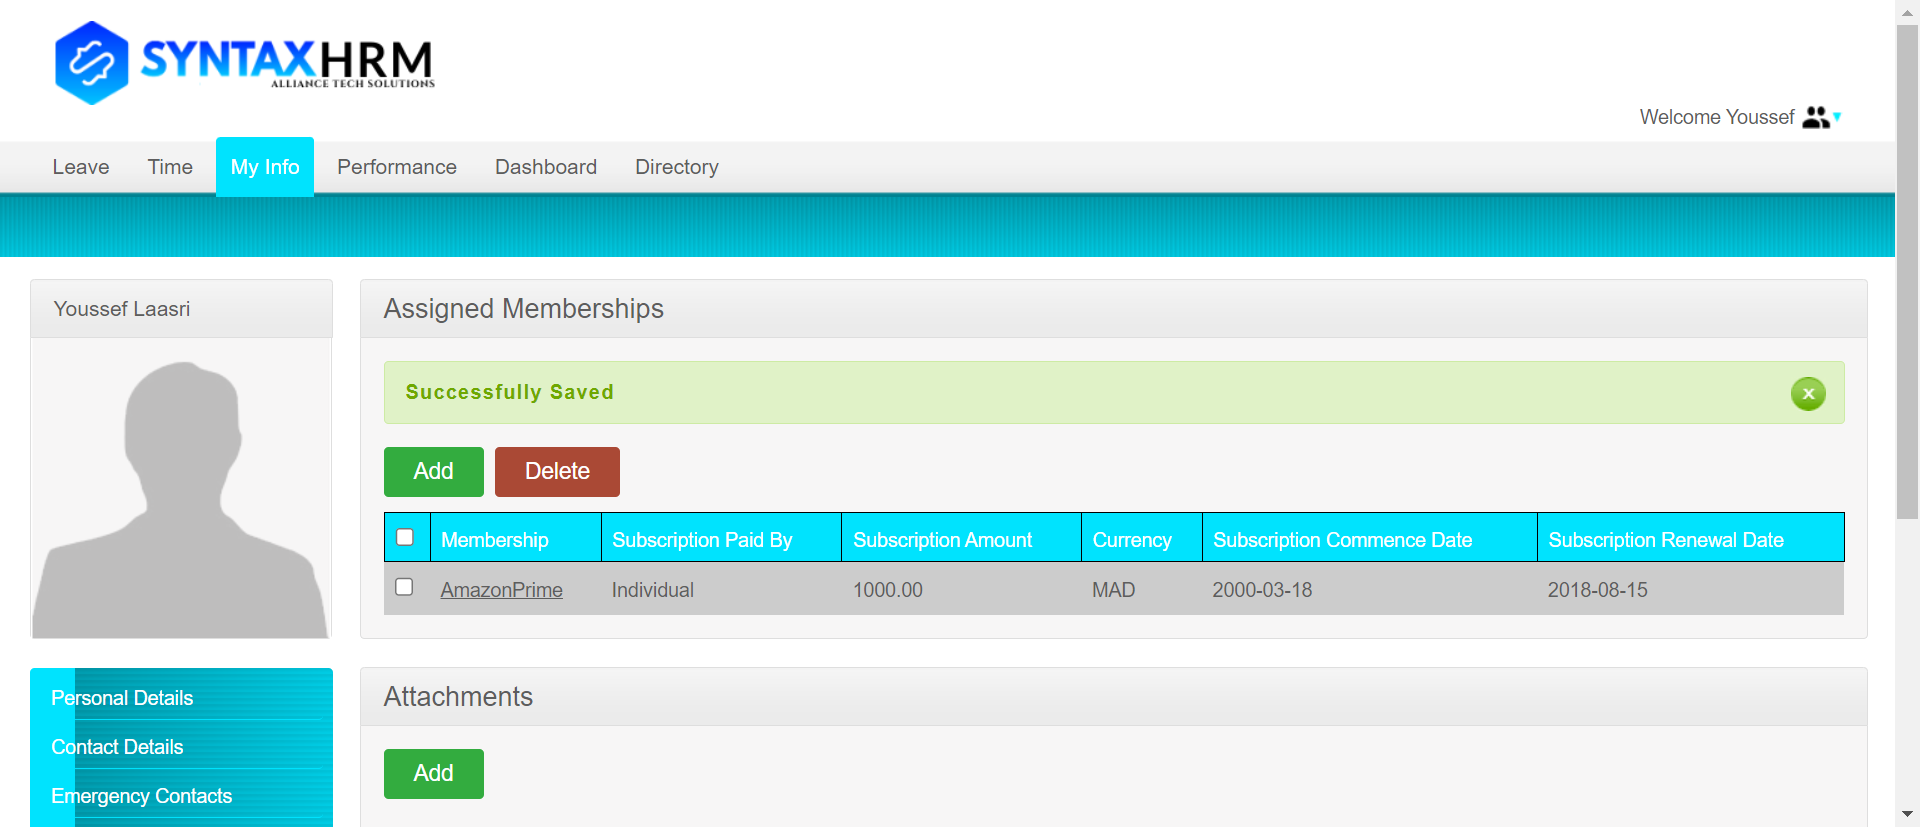 SYNTAXHRM
ALLIANCE TECH SOLUTIONS
Welcome Youssef
Leave Time My Info Performance Dashboard Directory
Youssef Laasri
Assigned Memberships
Successfully Saved
Add Delete
Membership Subscription Paid By Subscription Amount Currency Subscription Commence Date Subscription Renewal Date
AmazonPrime Individual 1000.00 MAD 2000-03-18 2018-08-15
Personal Details
Contact Details
Emergency Contacts
Attachments
Add